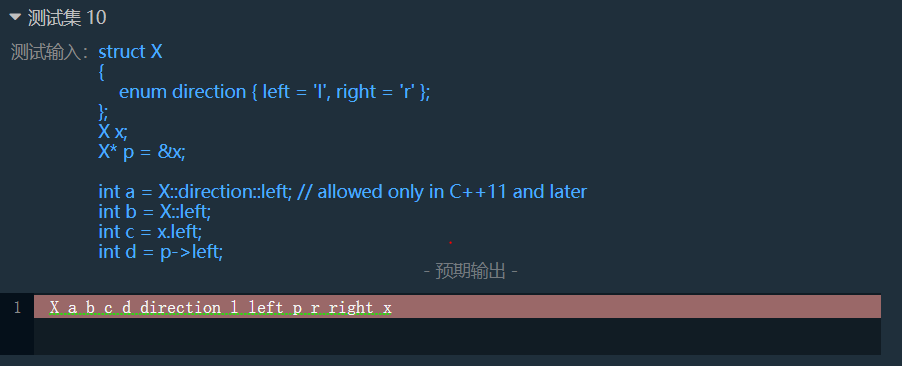 测试集 10
测试输入：struct X
{
    enum direction { left = 'l', right = 'r' };
};
X x;
X* p = &x;
int a = X::direction::left; // allowed only in C++11 and later
int b = X::left;
int c = x.left;
int d = p->left;
- 预期输出 -
1 X a b c d direction l left p r right x